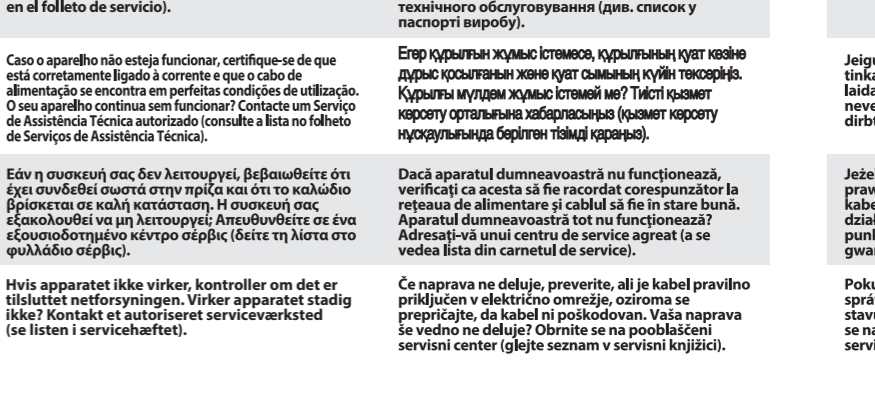 en el folleto de servicio).
Caso o aparelho não esteja funcionar, certifique-se de que
está corretamente ligado à corrente e que o cabo de
alimentação se encontra em perfeitas condições de utilização.
O seu aparelho continua sem funcionar? Contacte um Serviço
de Assistência Técnica autorizado (consulte a lista no folheto
de Serviços de Assistência Técnica).
Εάν η συσκευή σας δεν λειτουργεί, βεβαιωθείτε ότι
έχει συνδεθεί σωστά στην πρίζα και ότι το καλώδιο
βρίσκεται σε καλή κατάσταση. Η συσκευή σας
εξακολουθεί να μη λειτουργεί; Απευθυνθείτε σε ένα
εξουσιοδοτημένο κέντρο σέρβις (δείτε τη λίστα στο
φυλλάδιο σέρβις).
Hvis apparatet ikke virker, kontroller om det er
tilsluttet netforsyningen. Virker apparatet stadig
ikke? Kontakt et autoriseret serviceværksted
(se listen i servicehæftet).
технічного обслуговування (див. список у
паспорті виробу).
Егер құрылғын жұмыс істемесе, құрылғының қуат көзіне
дұрыс қосылғанын және қуат сымының күйін тексеріңіз.
Құрылғы мүлдем жұмыс істемей ме? Тиісті қызмет
көрсету орталығына хабарласыңыз (қызмет көрсету
нұсқаулығында берілген тізімді қараңыз).
Dacă aparatul dumneavoastră nu funcţionează,
verificaţi ca acesta să fie racordat corespunzător la
reţeaua de alimentare şi cablul să fie în stare bună.
Aparatul dumneavoastră tot nu funcţionează?
Adresaţi-vă unui centru de service agreat (a se
vedea lista din carnetul de service).
Če naprava ne deluje, preverite, ali je kabel pravilno
priključen v električno omrežje, oziroma se
prepričajte, da kabel ni poškodovan. Vaša naprava
še vedno ne deluje? Obrnite se na pooblaščeni
servisni center (glejte seznam v servisni knjižici).